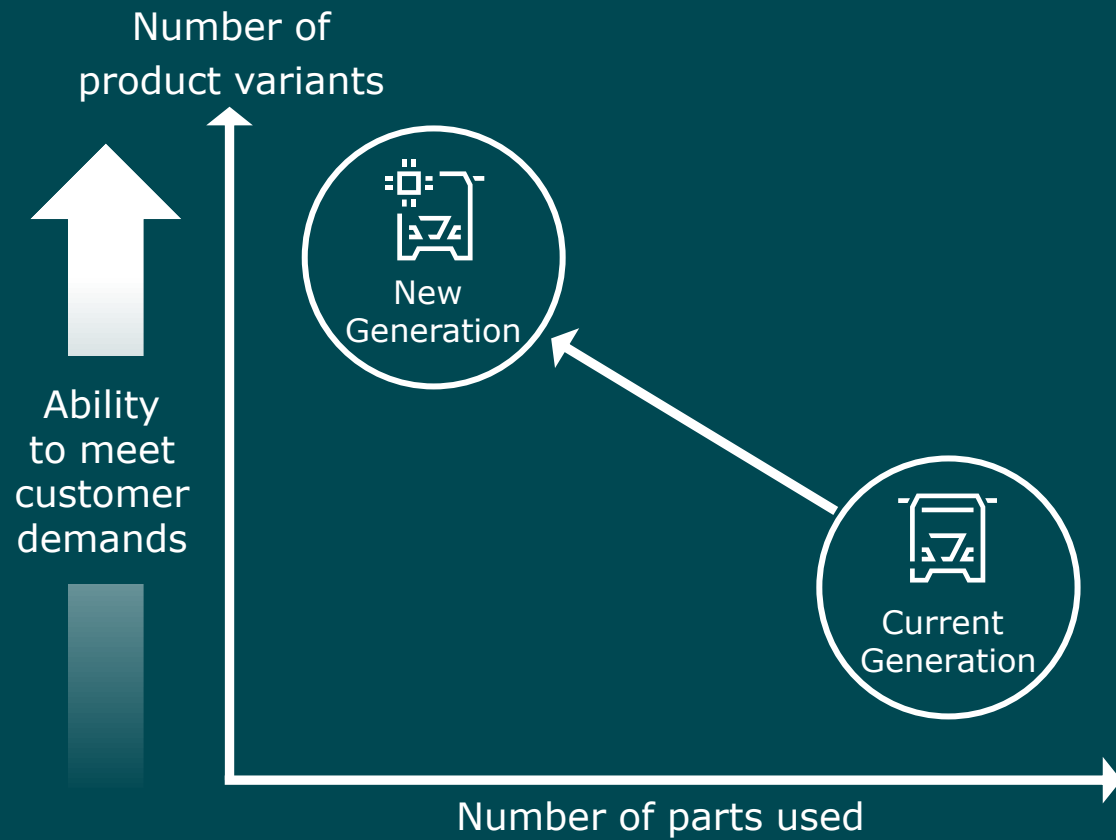 Number of
product variants
New
Generation
Ability
to meet
customer
demands
Current
Generation
Number of parts used